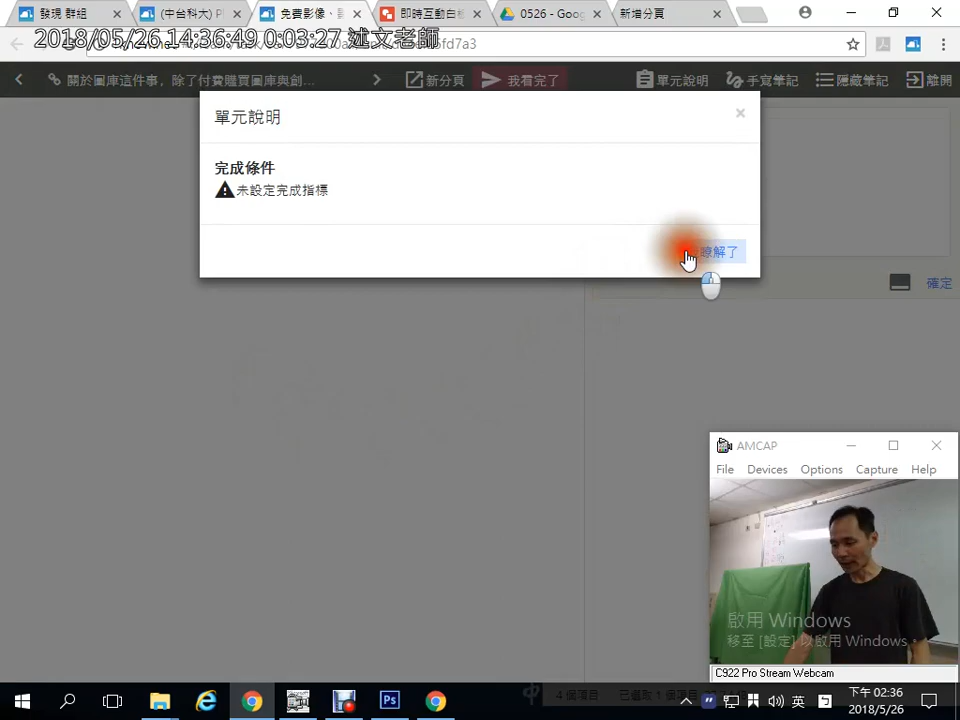 發現 群組
(中台科大) P
免費影像、
即時互動白板
0526 - Goog
新增分頁
2018/05/26 14:36:49 0:03:27 述文老師
fd7a3
關於圖庫這件事，除了付費購買圖庫與創...
新分頁
我看完了
單元說明
手寫筆記
隱藏筆記
離開
單元說明
×
完成條件
未設定完成指標
瞭解了
確定
AMCAP
File Devices Options Capture Help
啟用 Windows
移至 [設定] 以啟用 Windows。
C922 Pro Stream Webcam
4 個項目 已選取 1 個項目
英
下午 02:36
2018/5/26